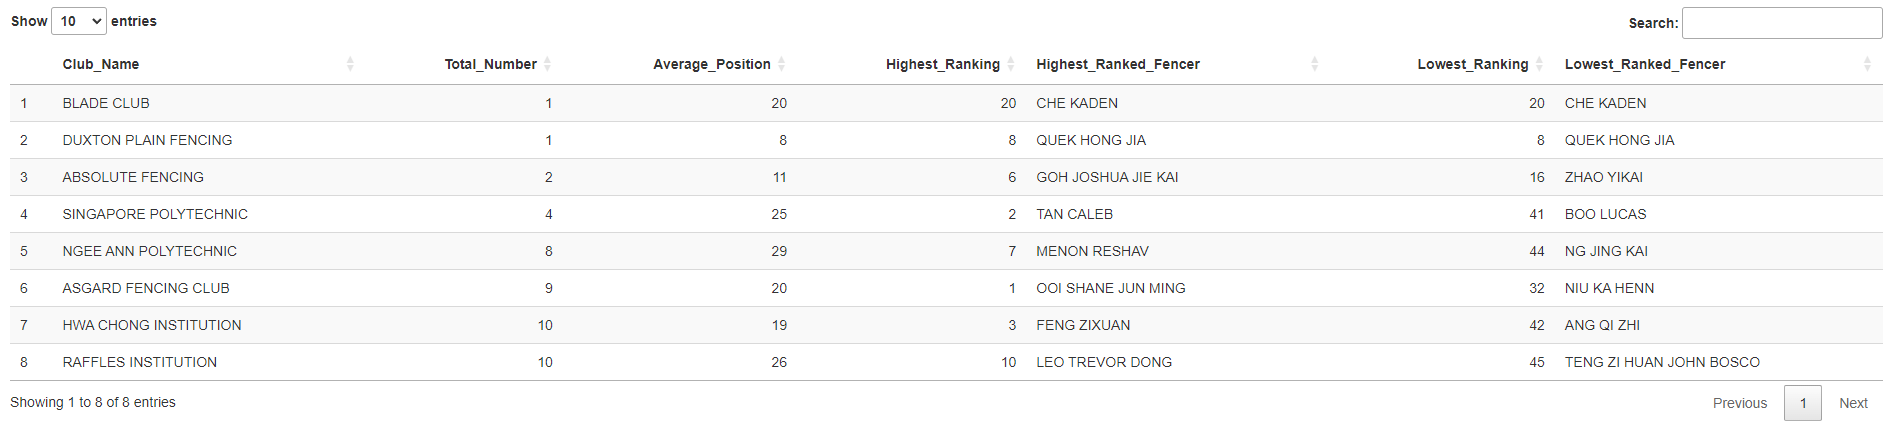 Show 10 entries Search:
Club_Name Total_Number Average_Position Highest_Ranking Highest_Ranked_Fencer Lowest_Ranking Lowest_Ranked_Fencer
1 BLADE CLUB 1 20 20 CHE KADEN 20 CHE KADEN
2 DUXTON PLAIN FENCING 1 8 8 QUEK HONG JIA 8 QUEK HONG JIA
3 ABSOLUTE FENCING 2 11 6 GOH JOSHUA JIE KAI 16 ZHAO YIKAI
4 SINGAPORE POLYTECHNIC 4 25 2 TAN CALEB 41 BOO LUCAS
5 NGEE ANN POLYTECHNIC 8 29 7 MENON RESHAV 44 NG JING KAI
6 ASGARD FENCING CLUB 9 20 1 OOI SHANE JUN MING 32 NIU KA HENN
7 HWA CHONG INSTITUTION 10 19 3 FENG ZIXUAN 42 ANG QI ZHI
8 RAFFLES INSTITUTION 10 26 10 LEO TREVOR DONG 45 TENG ZI HUAN JOHN BOSCO
Showing 1 to 8 of 8 entries Previous 1 Next